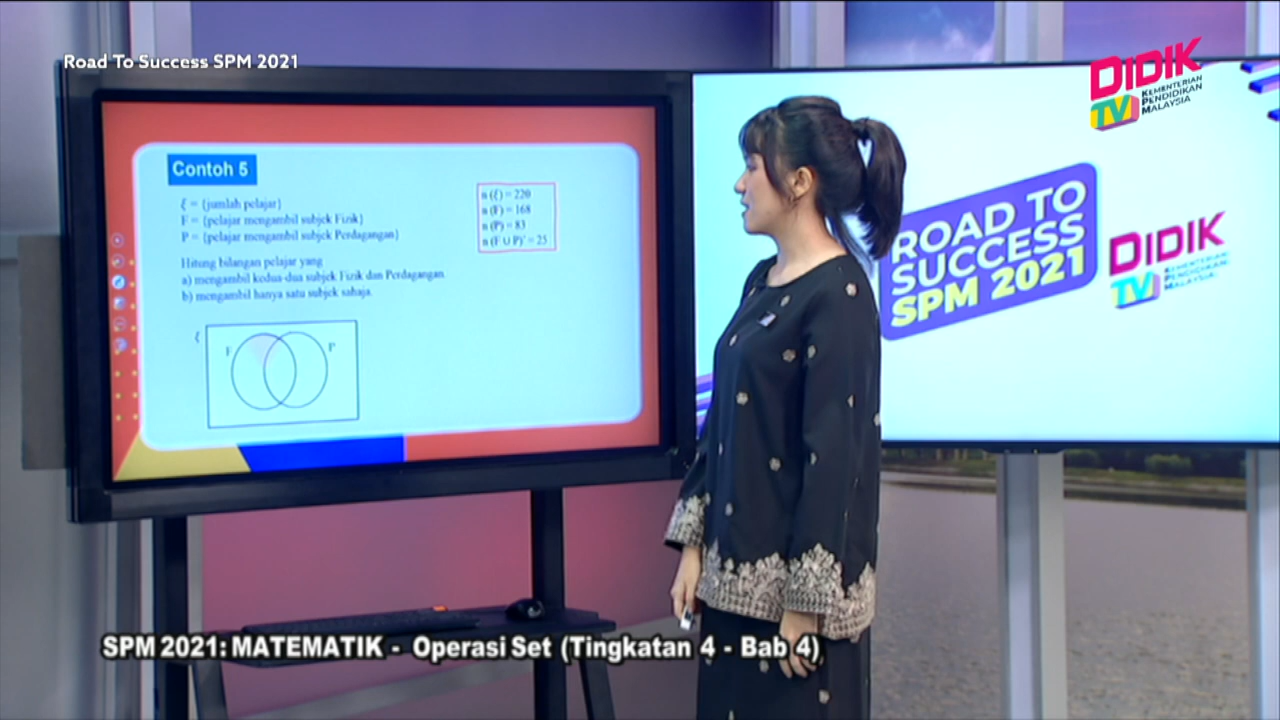 Road To Success SPM 2021
DIDIK
TV
KEMENTERIAN
PENDIDIKAN
MALAYSIA
Contoh 5
ξ = {jumlah pelajar}
F = {pelajar mengambil subjek Fizik}
P = {pelajar mengambil subjek Perdagangan}
n (ξ) = 220
n (F) = 168
n (P) = 83
n (F ∪ P)' = 25
Hitung bilangan pelajar yang
a) mengambil kedua-dua subjek Fizik dan Perdagangan.
b) mengambil hanya satu subjek sahaja.
ξ
F
P
ROAD TO
SUCCESS
SPM 2021
DIDIK
TV
KEMENTERIAN
PENDIDIKAN
MALAYSIA
SPM 2021: MATEMATIK - Operasi Set (Tingkatan 4 - Bab 4)